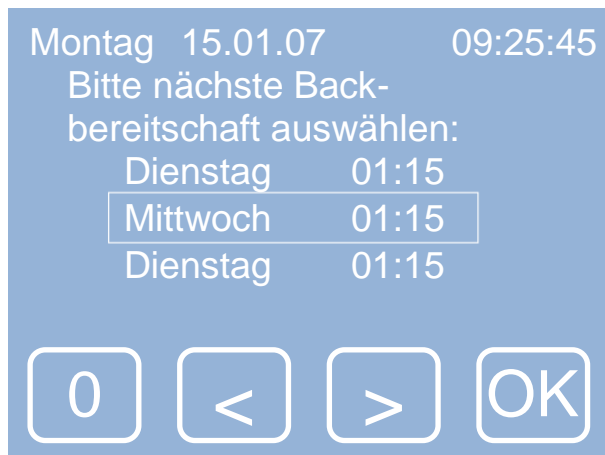 Montag 15.01.07 09:25:45
Bitte nächste Back-
bereitschaft auswählen:
Dienstag 01:15
Mittwoch 01:15
Dienstag 01:15
0 < > OK